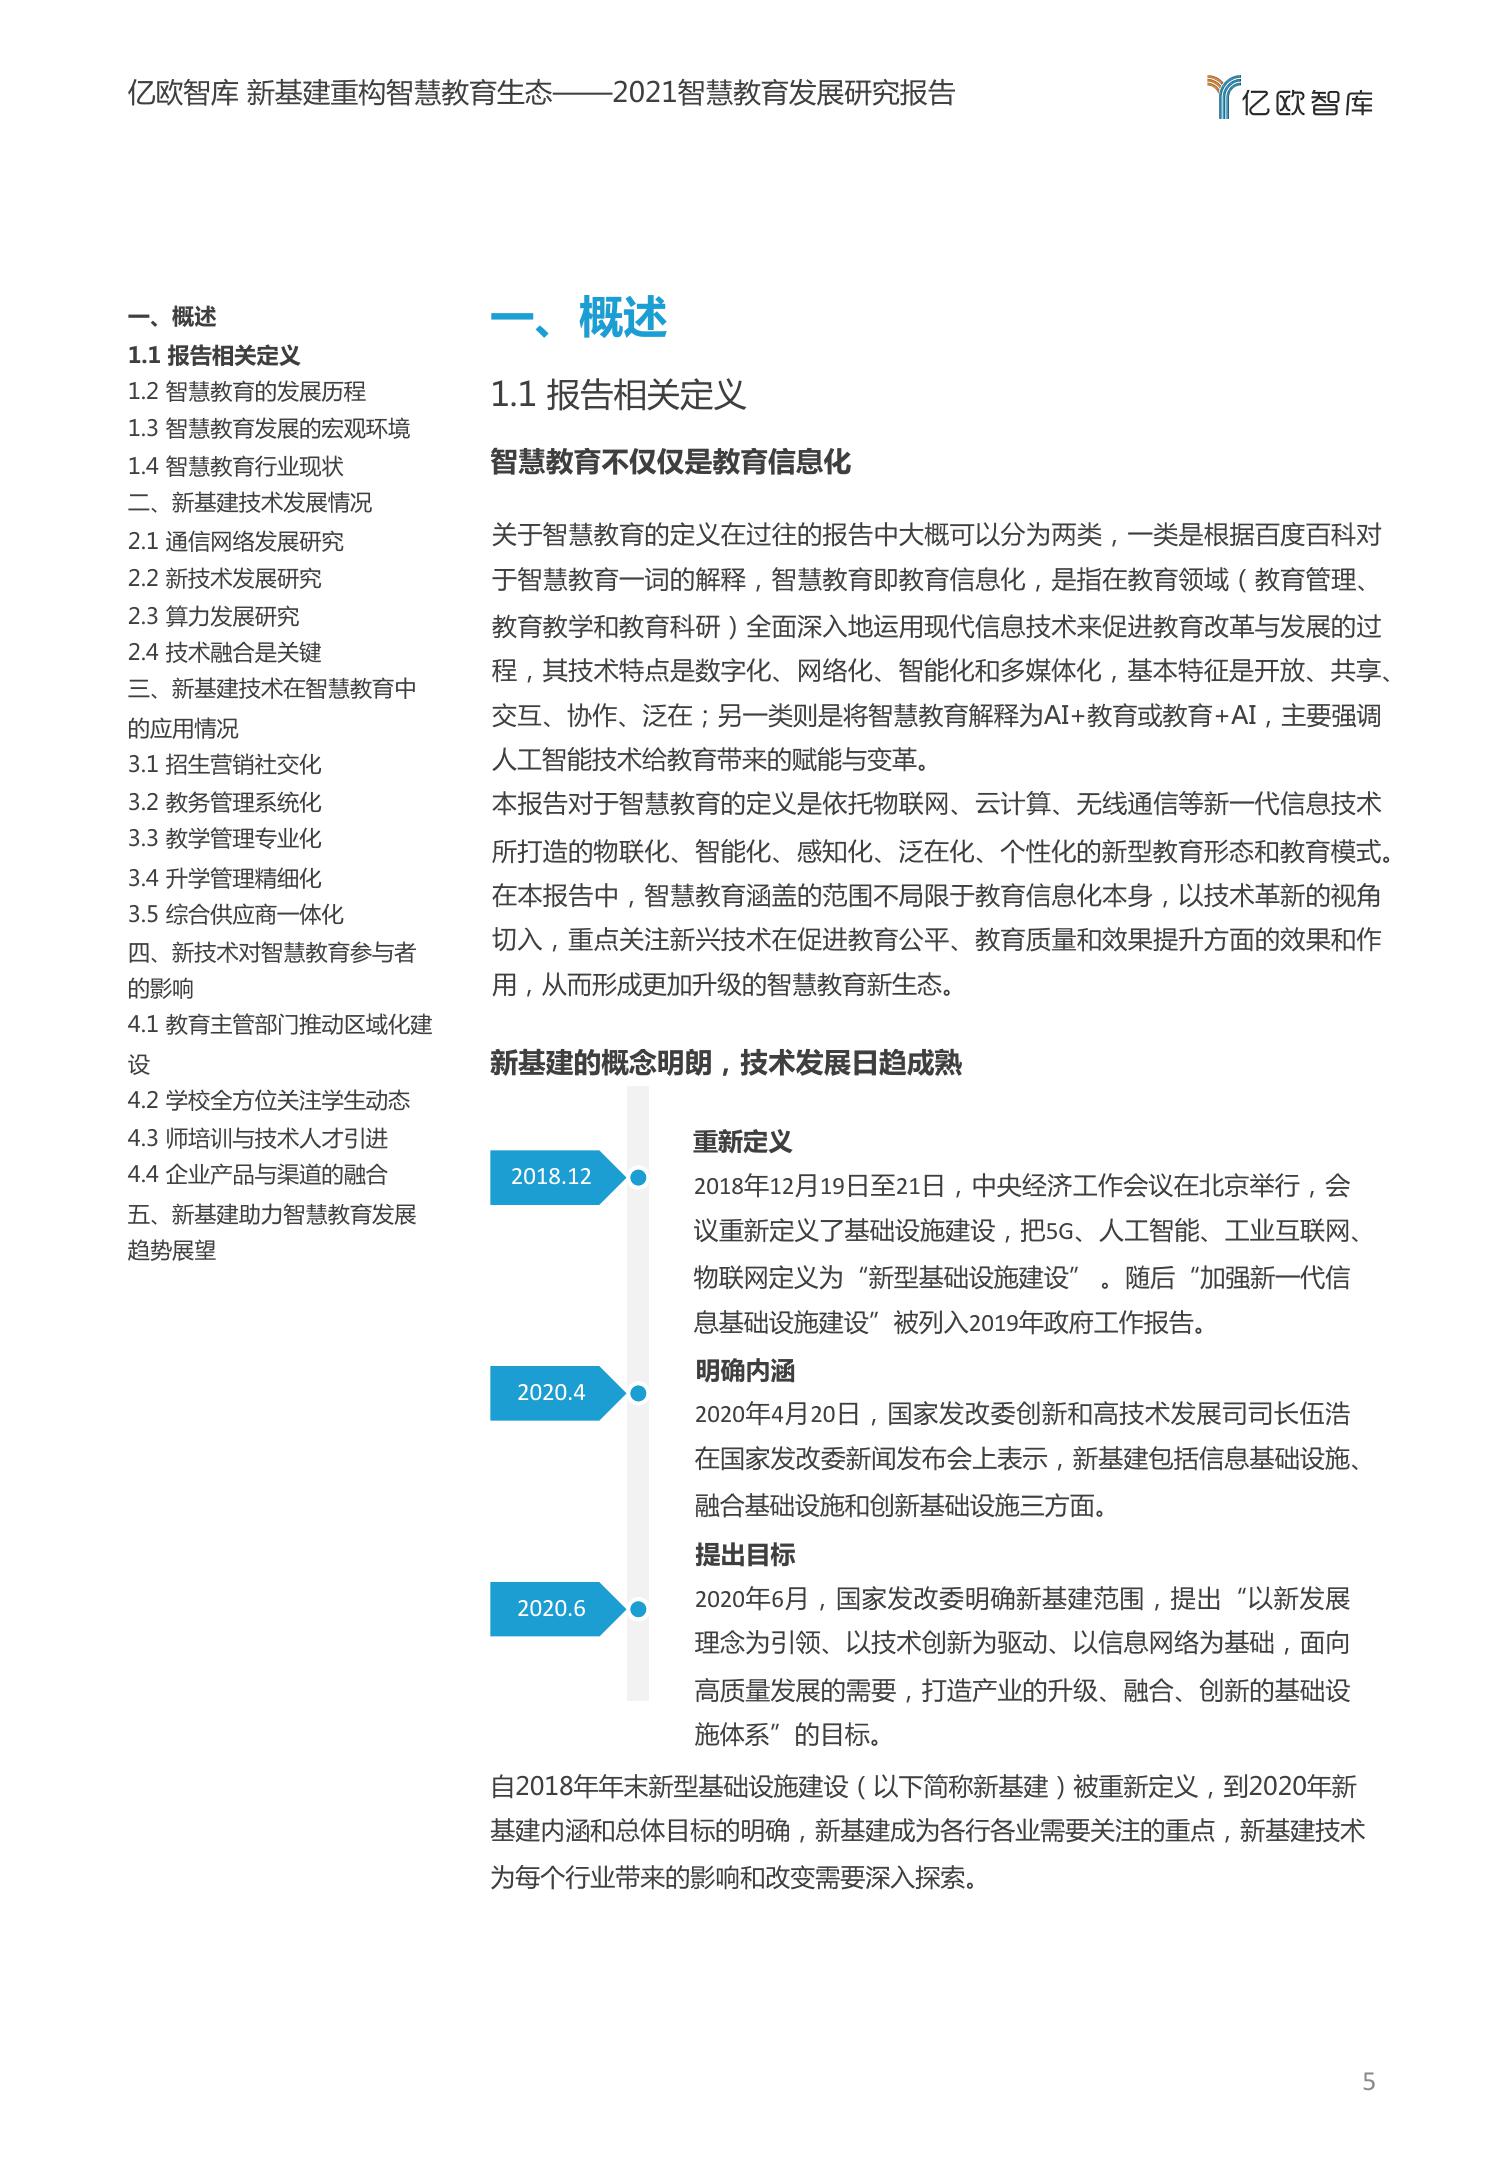 亿欧智库 新基建重构智慧教育生态——2021智慧教育发展研究报告
亿欧智库
一、概述
1.1 报告相关定义
1.2 智慧教育的发展历程
1.3 智慧教育发展的宏观环境
1.4 智慧教育行业现状
二、新基建技术发展情况
2.1 通信网络发展研究
2.2 新技术发展研究
2.3 算力发展研究
2.4 技术融合是关键
三、新基建技术在智慧教育中
的应用情况
3.1 招生营销社交化
3.2 教务管理系统化
3.3 教学管理专业化
3.4 升学管理精细化
3.5 综合供应商一体化
四、新技术对智慧教育参与者
的影响
4.1 教育主管部门推动区域化建
设
4.2 学校全方位关注学生动态
4.3 师培训与技术人才引进
4.4 企业产品与渠道的融合
五、新基建助力智慧教育发展
趋势展望
一、概述
1.1 报告相关定义
智慧教育不仅仅是教育信息化
关于智慧教育的定义在过往的报告中大概可以分为两类，一类是根据百度百科对
于智慧教育一词的解释，智慧教育即教育信息化，是指在教育领域（教育管理、
教育教学和教育科研）全面深入地运用现代信息技术来促进教育改革与发展的过
程，其技术特点是数字化、网络化、智能化和多媒体化，基本特征是开放、共享、
交互、协作、泛在；另一类则是将智慧教育解释为AI+教育或教育+AI，主要强调
人工智能技术给教育带来的赋能与变革。
本报告对于智慧教育的定义是依托物联网、云计算、无线通信等新一代信息技术
所打造的物联化、智能化、感知化、泛在化、个性化的新型教育形态和教育模式。
在本报告中，智慧教育涵盖的范围不局限于教育信息化本身，以技术革新的视角
切入，重点关注新兴技术在促进教育公平、教育质量和效果提升方面的效果和作
用，从而形成更加升级的智慧教育新生态。
新基建的概念明朗，技术发展日趋成熟
2018.12
重新定义
2018年12月19日至21日，中央经济工作会议在北京举行，会
议重新定义了基础设施建设，把5G、人工智能、工业互联网、
物联网定义为“新型基础设施建设” 。随后“加强新一代信
息基础设施建设”被列入2019年政府工作报告。
2020.4
明确内涵
2020年4月20日，国家发改委创新和高技术发展司司长伍浩
在国家发改委新闻发布会上表示，新基建包括信息基础设施、
融合基础设施和创新基础设施三方面。
2020.6
提出目标
2020年6月，国家发改委明确新基建范围，提出“以新发展
理念为引领、以技术创新为驱动、以信息网络为基础，面向
高质量发展的需要，打造产业的升级、融合、创新的基础设
施体系”的目标。
自2018年年末新型基础设施建设（以下简称新基建）被重新定义，到2020年新
基建内涵和总体目标的明确，新基建成为各行各业需要关注的重点，新基建技术
为每个行业带来的影响和改变需要深入探索。
5